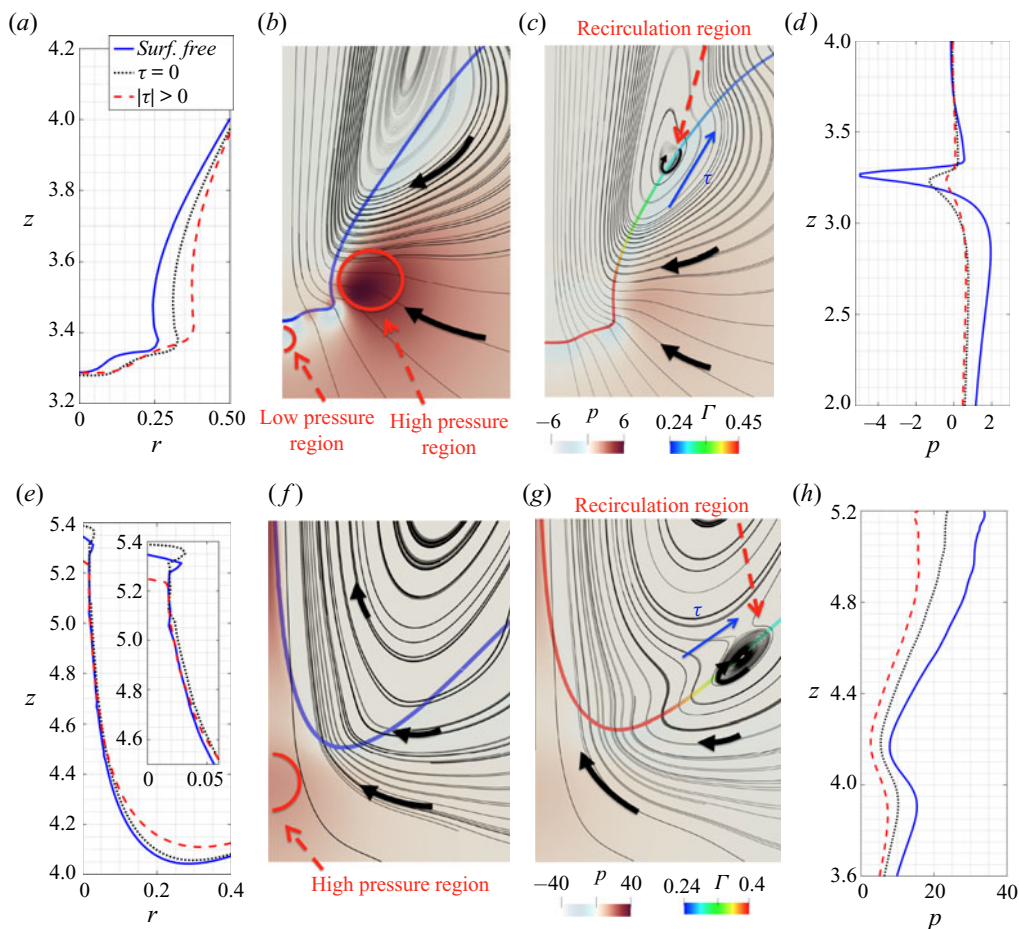 (a)
4.2
4.0
3.8
z
3.6
3.4
3.2
0
0.25
0.50
r
Surf. free
τ = 0
|τ| > 0
(b)
Low pressure
region
High pressure
region
(c)
Recirculation region
τ
−6
p
6
0.24
Γ
0.45
(d)
4.0
3.5
z
3.0
2.5
2.0
−4
−2
0
2
p
(e)
5.4
5.2
5.0
z
4.8
4.6
4.4
4.2
4.0
0
0.2
0.4
r
5.4
5.2
5.0
4.8
4.6
0
0.05
(f)
High pressure region
(g)
Recirculation region
τ
−40
p
40
0.24
Γ
0.4
(h)
5.2
4.8
z
4.4
4.0
3.6
0
20
40
p